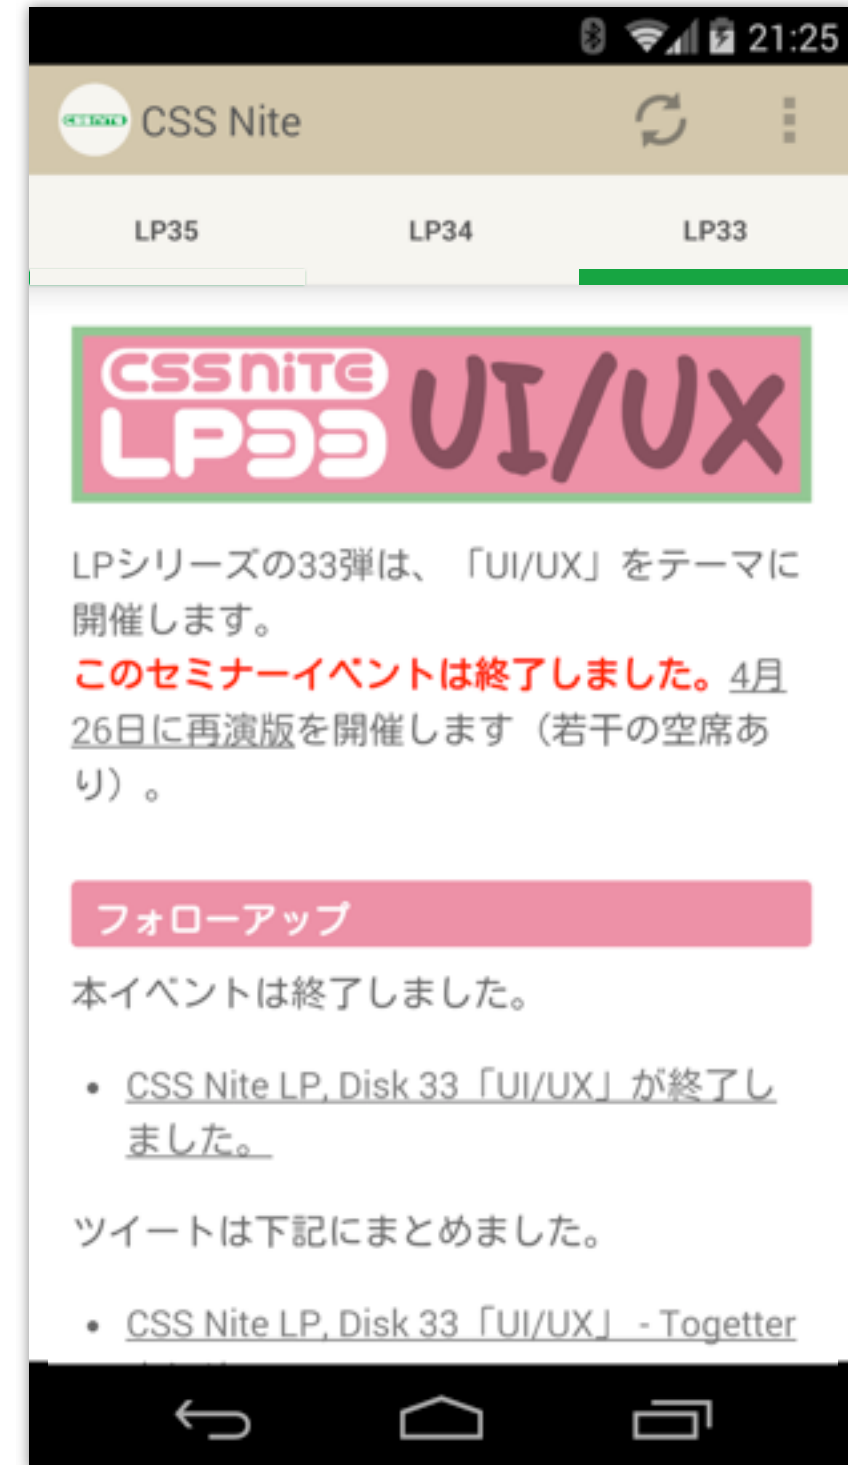 21:25
CSS Nite
LP35 LP34 LP33
CSS NITE
LP33 UI/UX
LPシリーズの33弾は、「UI/UX」をテーマに
開催します。
このセミナーイベントは終了しました。4月
26日に再演版を開催します（若干の空席あ
り）。
フォローアップ
本イベントは終了しました。
• CSS Nite LP, Disk 33「UI/UX」が終了し
ました。
ツイートは下記にまとめました。
• CSS Nite LP, Disk 33「UI/UX」 - Togetter